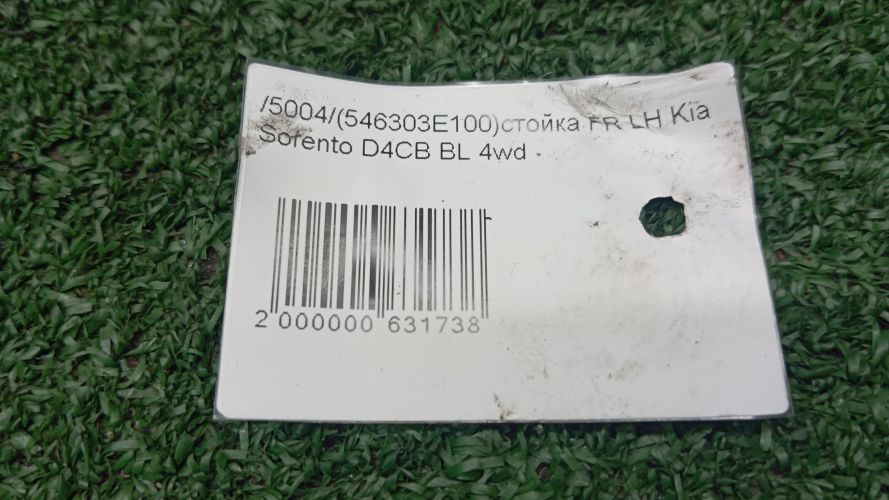 /5004/(546303E100)стойка FR LH Kia
Sorento D4CB BL 4wd
2 000000 631738